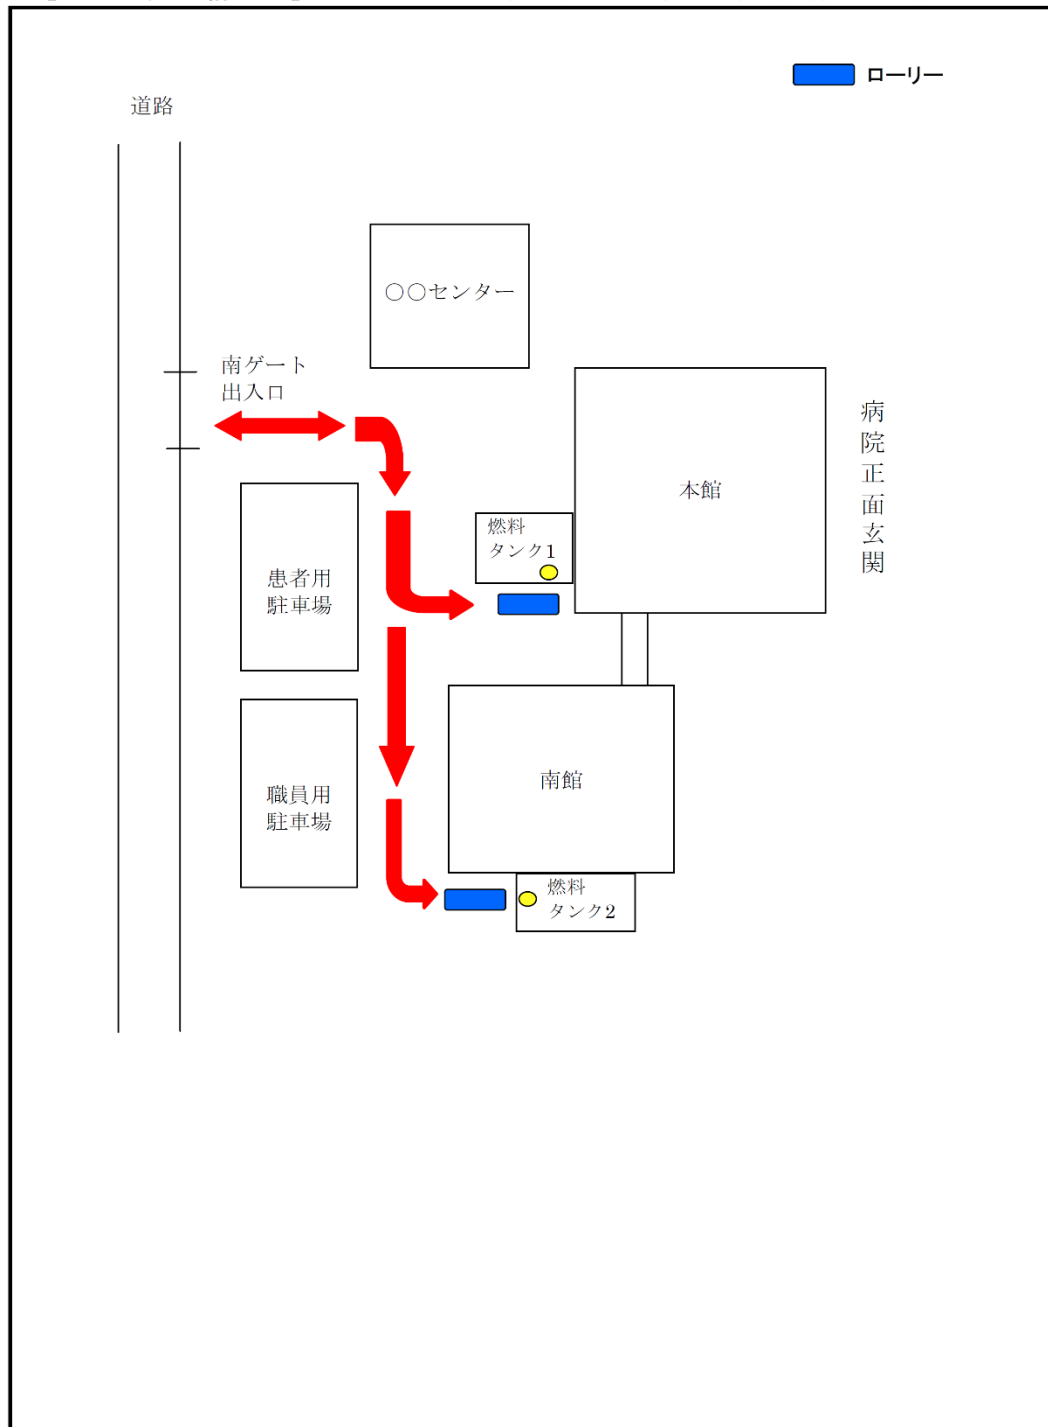 ローリー
道路
〇〇センター
南ゲート
出入口
病院正面玄関
本館
燃料
タンク1
患者用
駐車場
南館
職員用
駐車場
燃料
タンク2